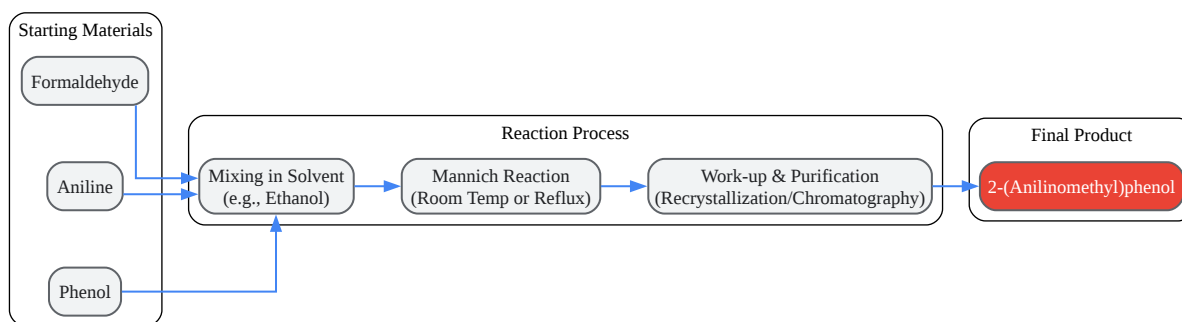 Starting Materials
Formaldehyde
Aniline
Phenol
Reaction Process
Mixing in Solvent
(e.g., Ethanol)
Mannich Reaction
(Room Temp or Reflux)
Work-up & Purification
(Recrystallization/Chromatography)
Final Product
2-(Anilinomethyl)phenol